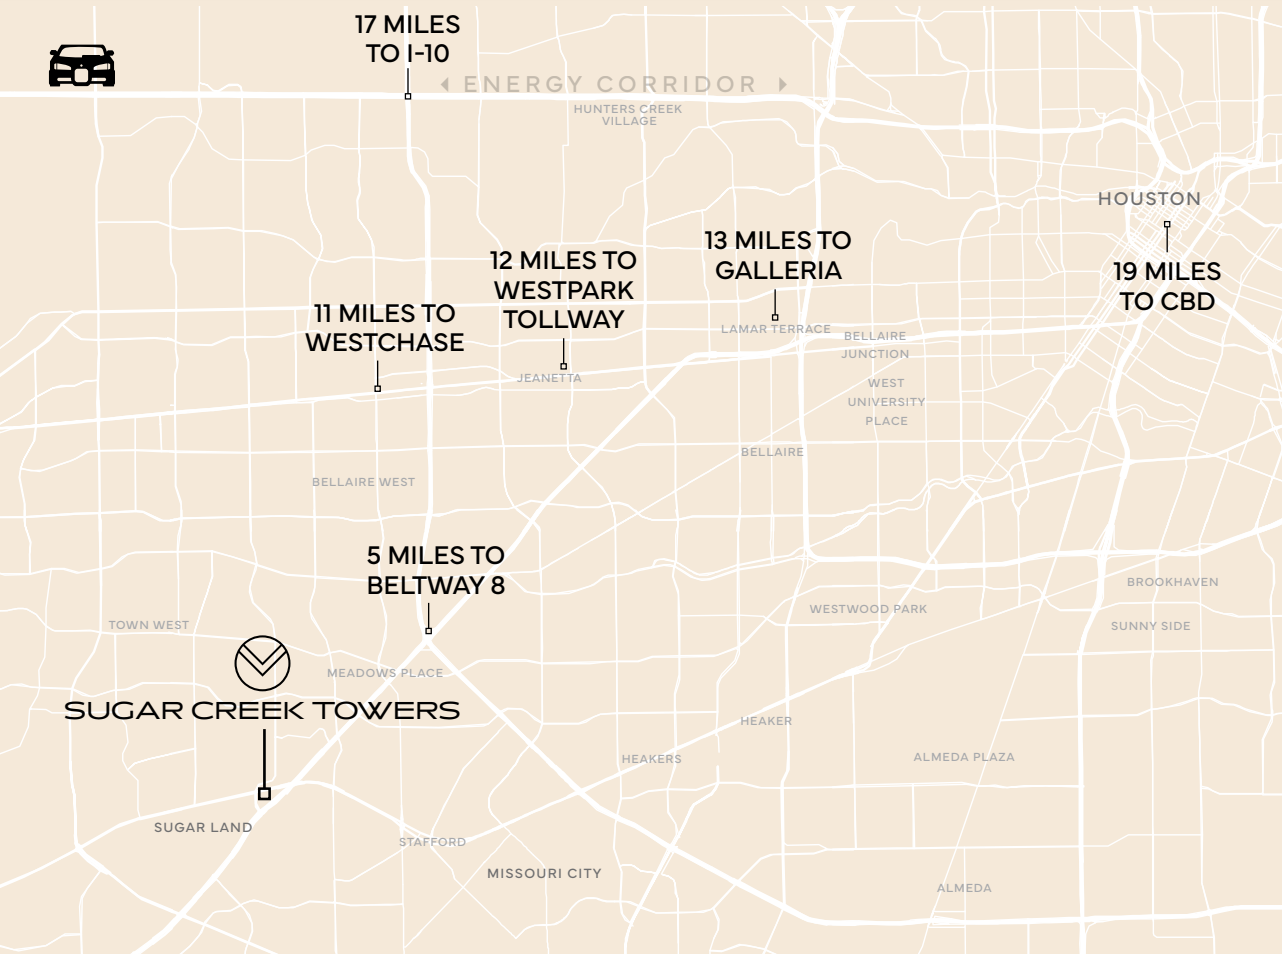 17 MILES
TO I-10
ENERGY CORRIDOR
HUNTERS CREEK
VILLAGE
HOUSTON
19 MILES
TO CBD
13 MILES TO
GALLERIA
12 MILES TO
WESTPARK
TOLLWAY
11 MILES TO
WESTCHASE
LAMAR TERRACE
BELLAIRE
JUNCTION
JEANETTA
WEST
UNIVERSITY
PLACE
BELLAIRE
BELLAIRE WEST
5 MILES TO
BELTWAY 8
BROOKHAVEN
WESTWOOD PARK
TOWN WEST
SUNNY SIDE
MEADOWS PLACE
SUGAR CREEK TOWERS
HEAKER
HEAKERS
ALMEDA PLAZA
SUGAR LAND
STAFFORD
MISSOURI CITY
ALMEDA